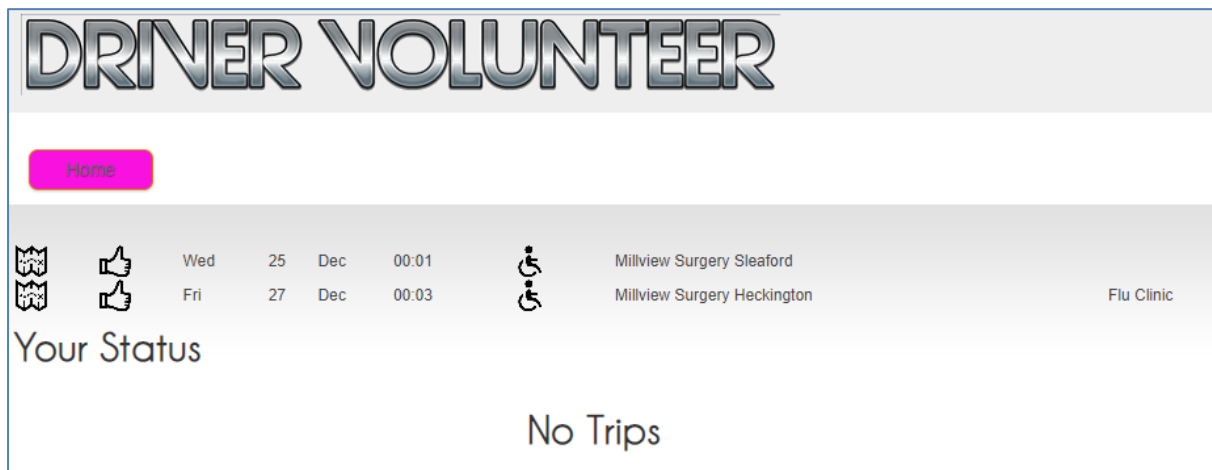 DRIVER VOLUNTEER
Home
Wed 25 Dec 00:01 Millview Surgery Sleaford
Fri 27 Dec 00:03 Millview Surgery Heckington Flu Clinic
Your Status
No Trips